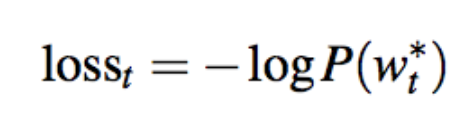 loss_t = −log P(w_t^*)